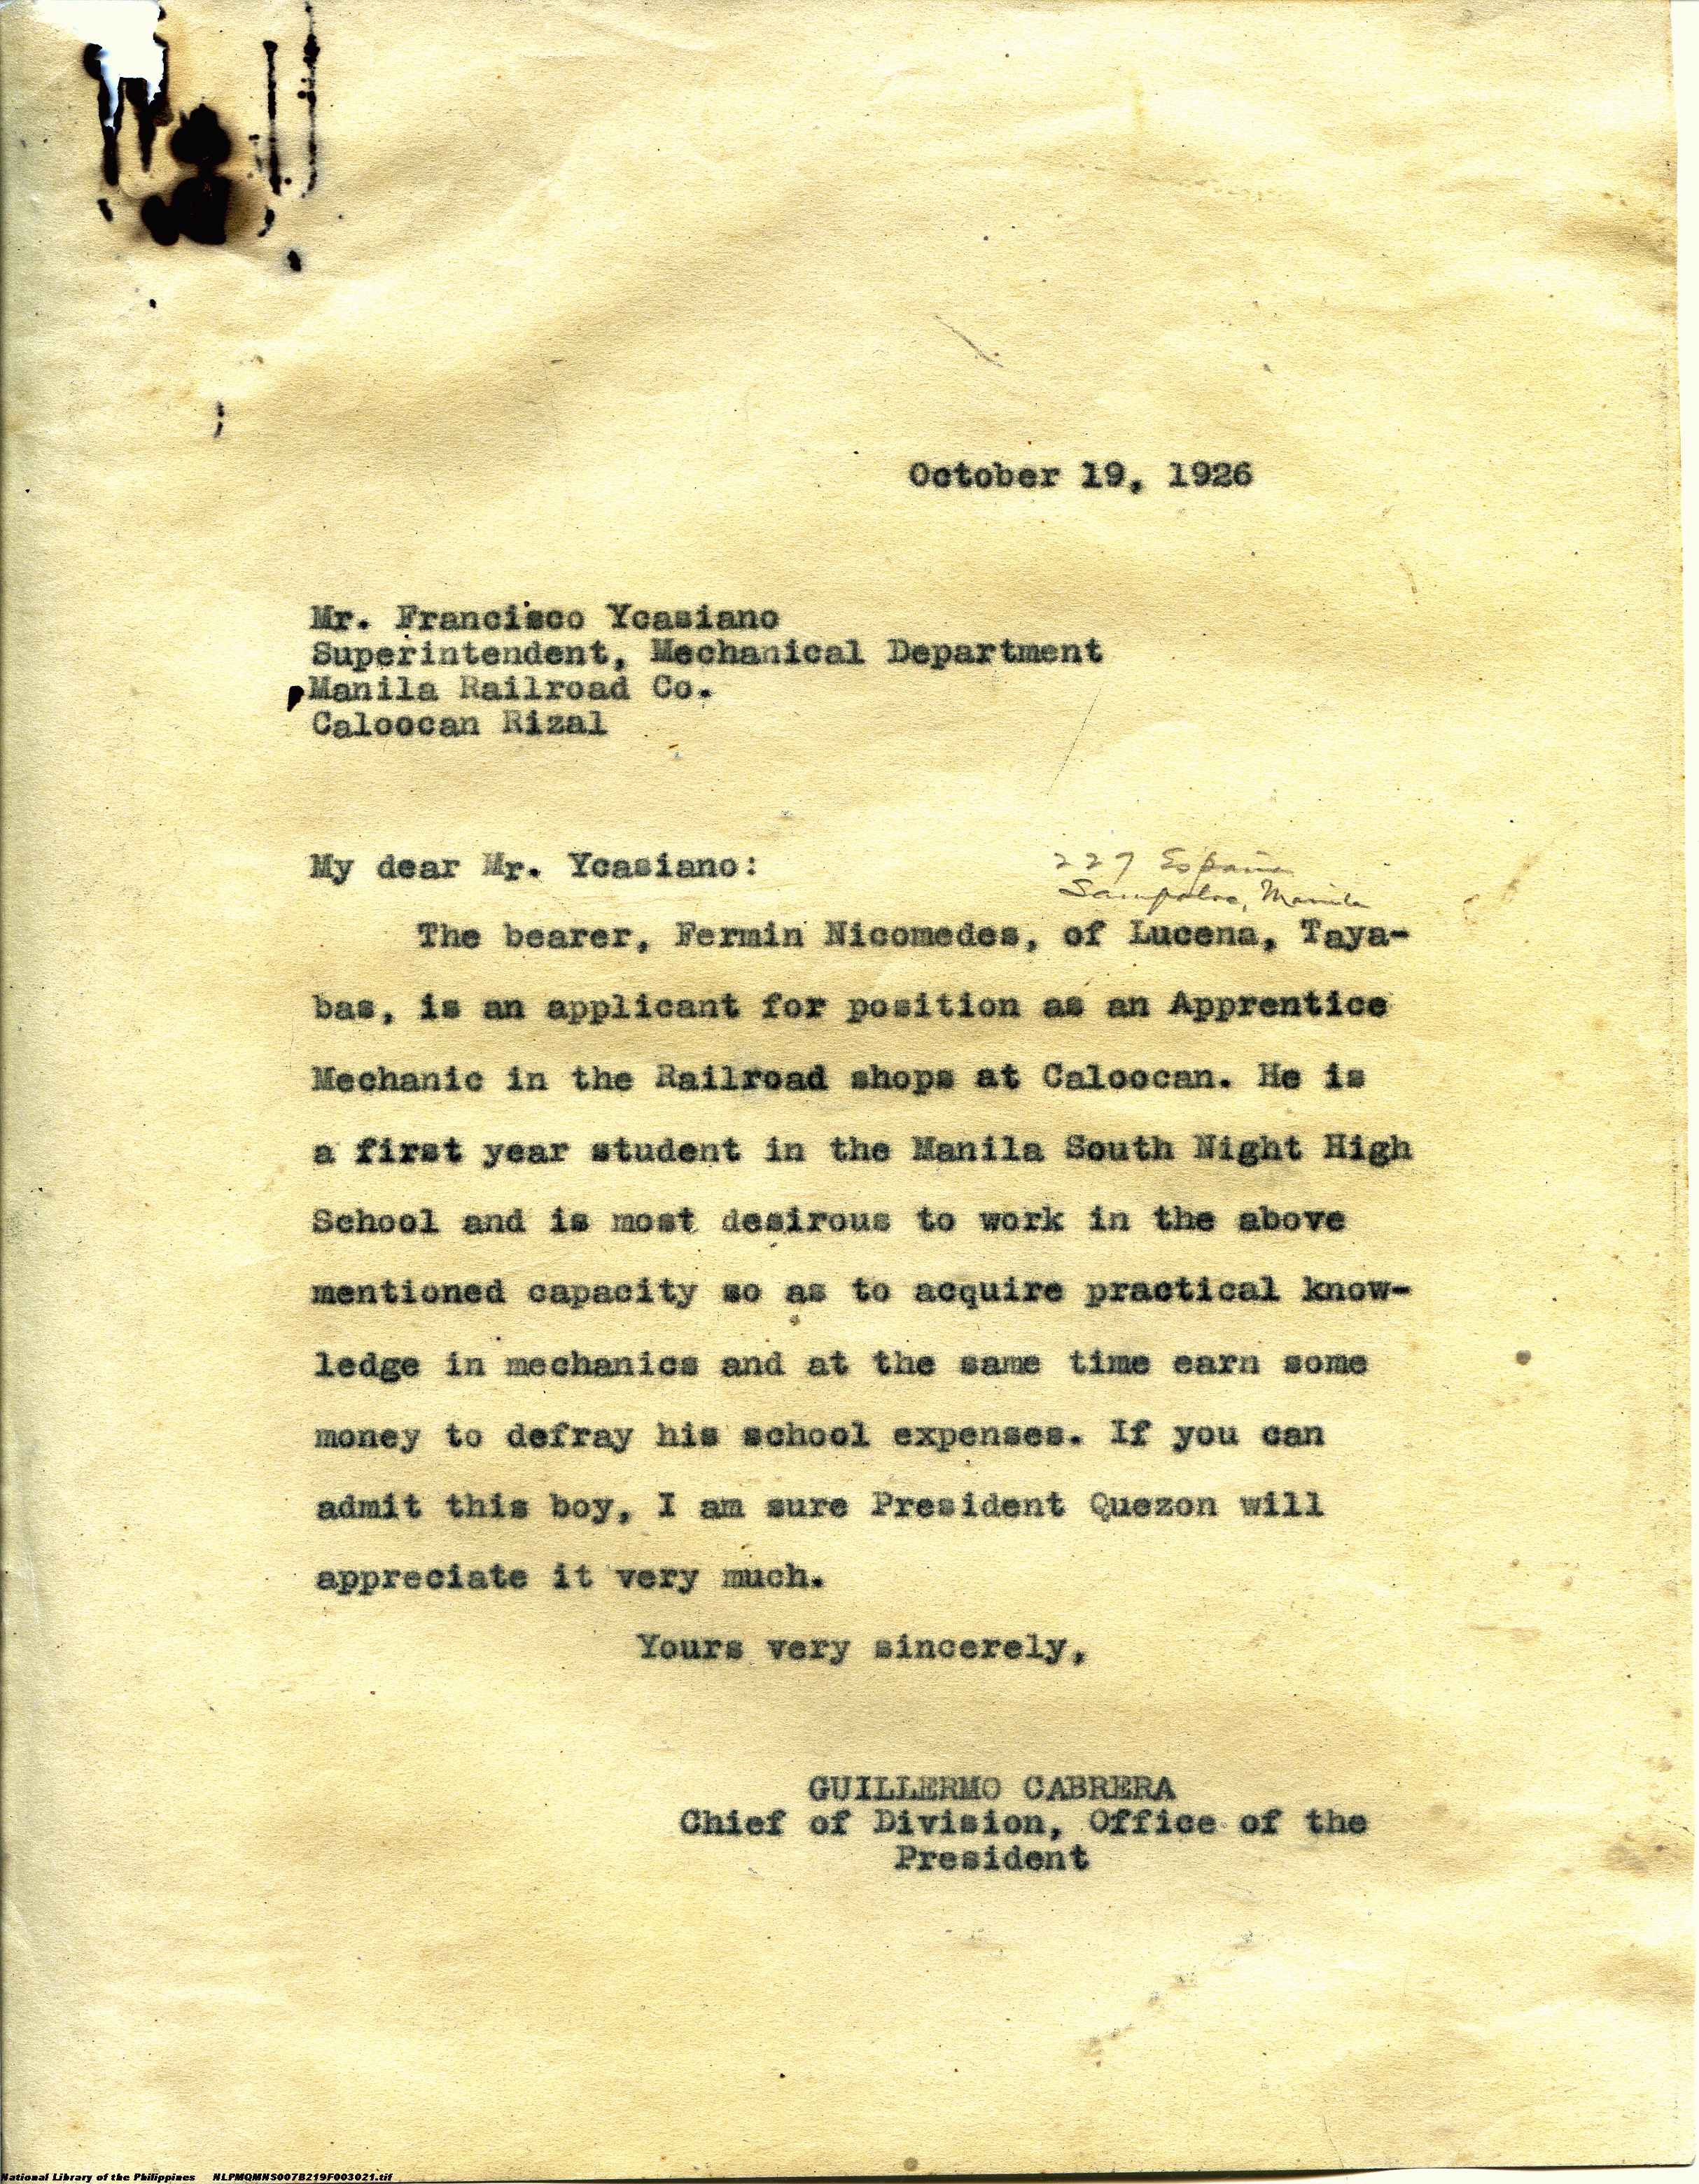 October 19, 1926
Mr. Francisco Ycasiano
Superintendent, Mechanical Department
Manila Railroad Co.
Caloocan Rizal
My dear Mr. Ycasiano:
227 España
Sampaloc, Manila
The bearer, Fermin Nicomedes, of Lucena, Taya-
bas, is an applicant for position as an Apprentice
Mechanic in the Railroad shops at Caloocan. He is
a first year student in the Manila South Night High
School and is most desirous to work in the above
mentioned capacity so as to acquire practical know-
ledge in mechanics and at the same time earn some
money to defray his school expenses. If you can
admit this boy, I am sure President Quezon will
appreciate it very much.
Yours very sincerely,
GUILLERMO CABRERA
Chief of Division, Office of the
President
National Library of the Philippines NLPMQMNS007B219F003021.tif